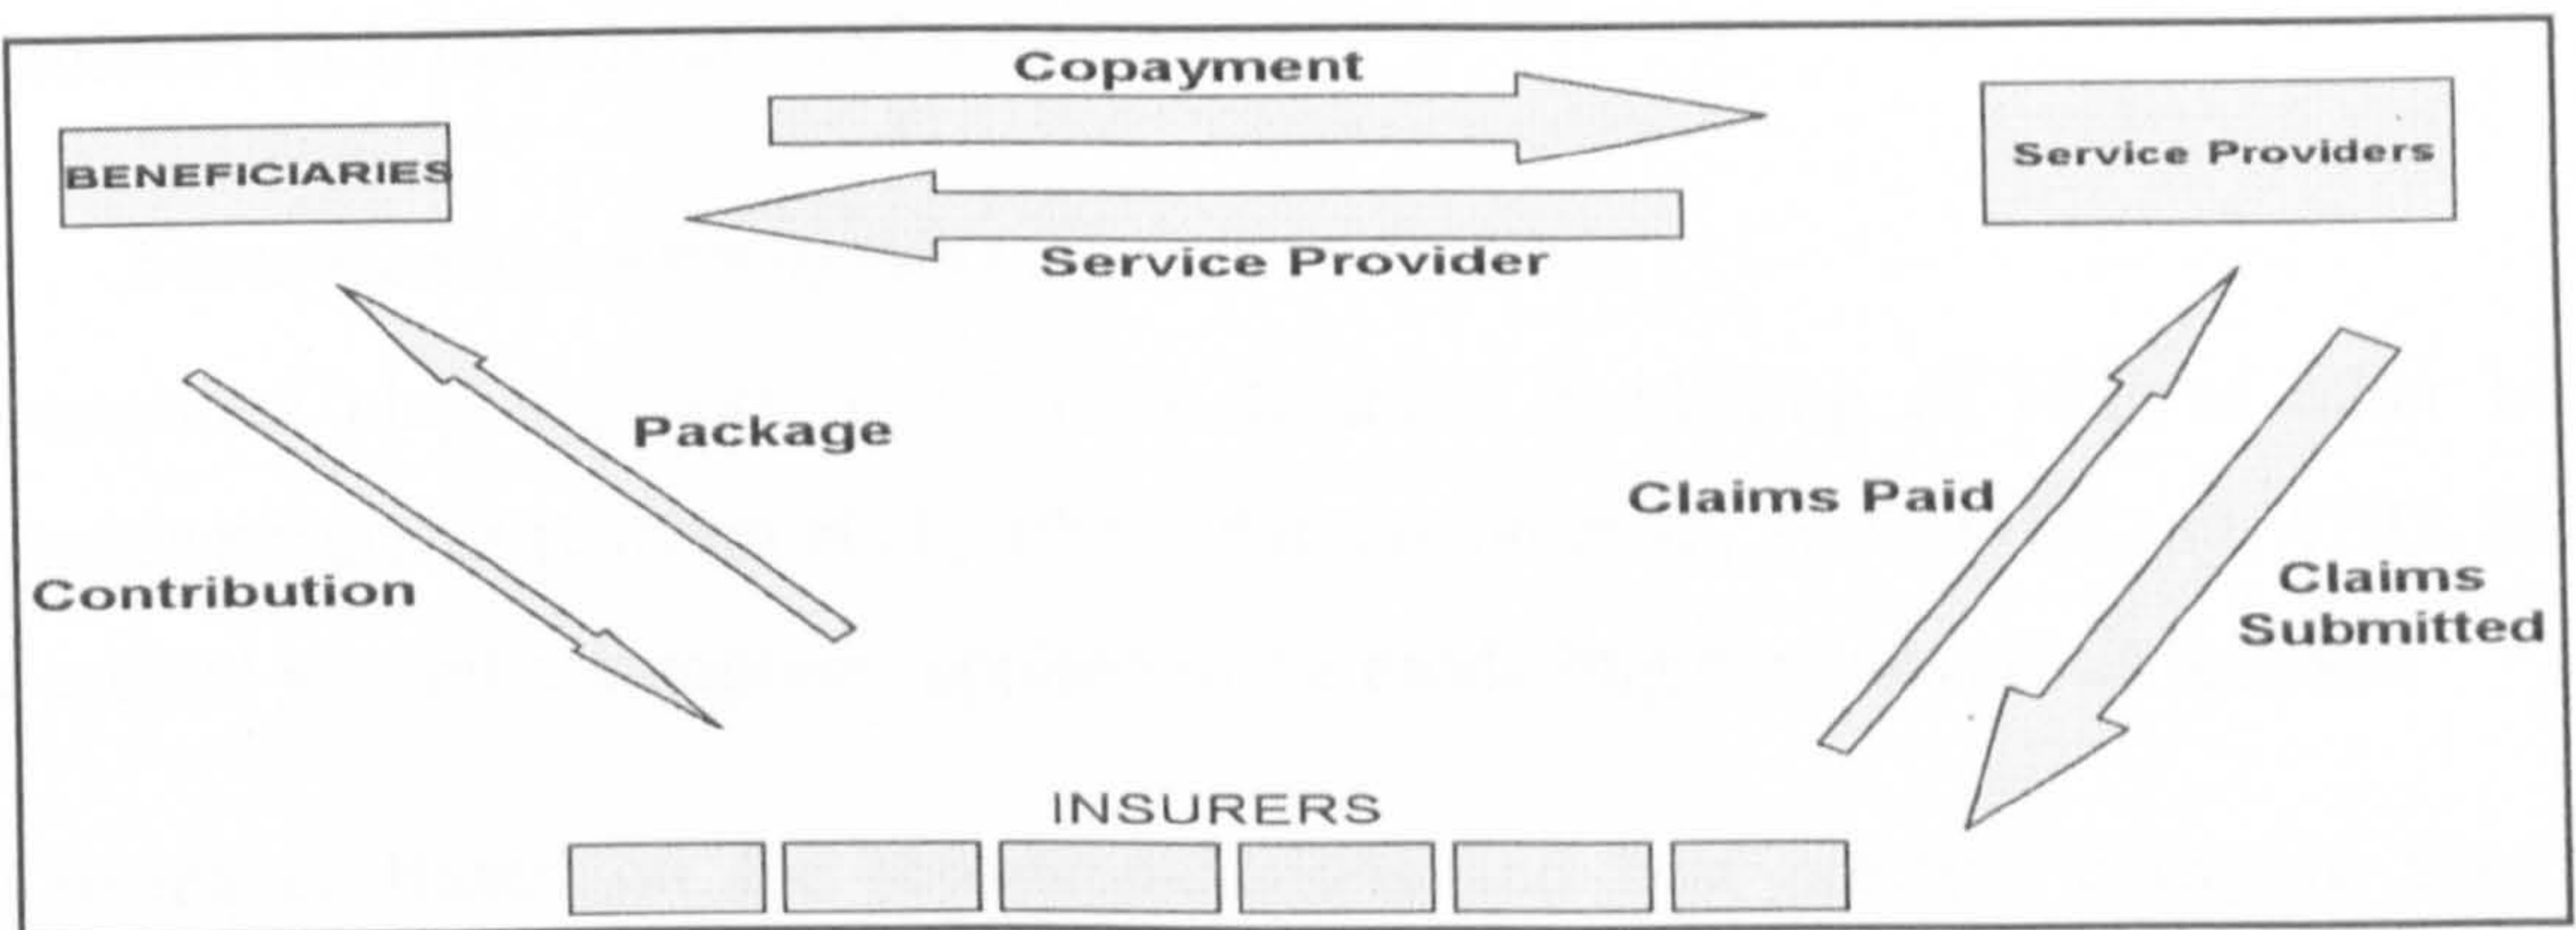 Copayment
BENEFICIARIES
Service Providers
Service Provider
Package
Claims Paid
Contribution
Claims
Submitted
INSURERS